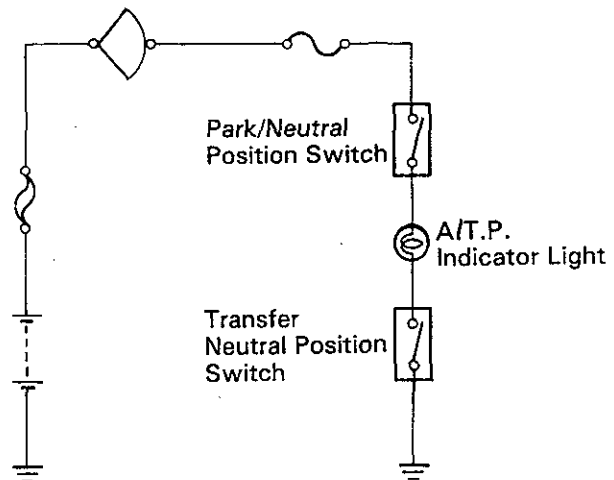 Park/Neutral
Position Switch
A/T.P.
Indicator Light
Transfer
Neutral Position
Switch